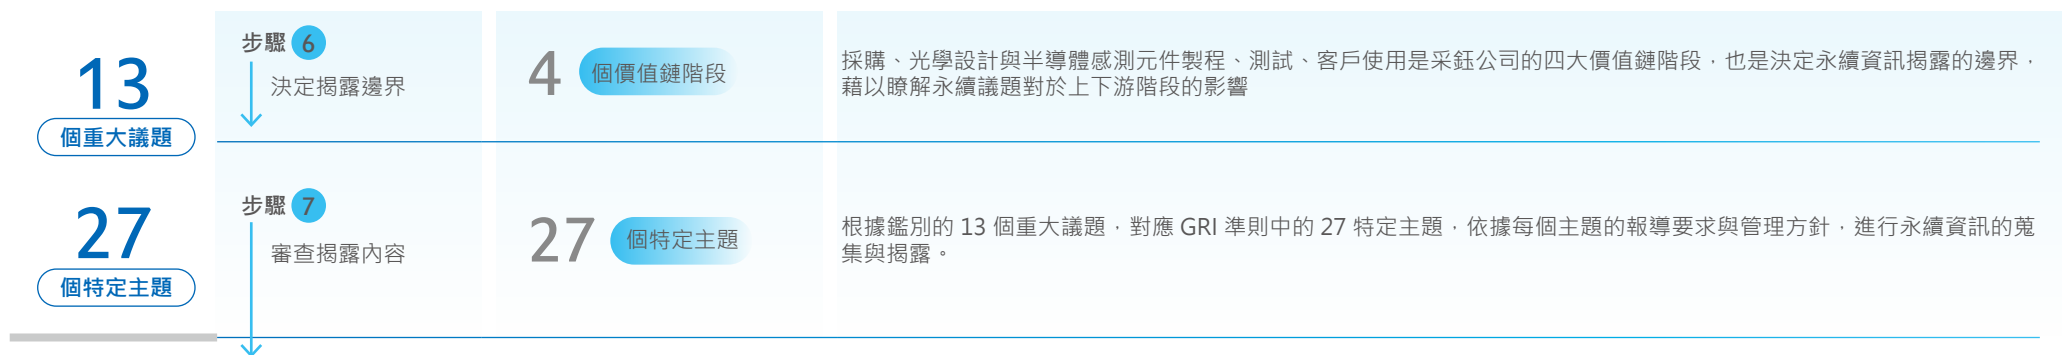 13
個重大議題
步驟 6
決定揭露邊界
4 個價值鏈階段
採購、光學設計與半導體感測元件製程、測試、客戶使用是采鈺公司的四大價值鏈階段，也是決定永續資訊揭露的邊界，
藉以瞭解永續議題對於上下游階段的影響
27
個特定主題
步驟 7
審查揭露內容
27 個特定主題
根據鑑別的 13 個重大議題，對應 GRI 準則中的 27 特定主題，依據每個主題的報導要求與管理方針，進行永續資訊的蒐
集與揭露。